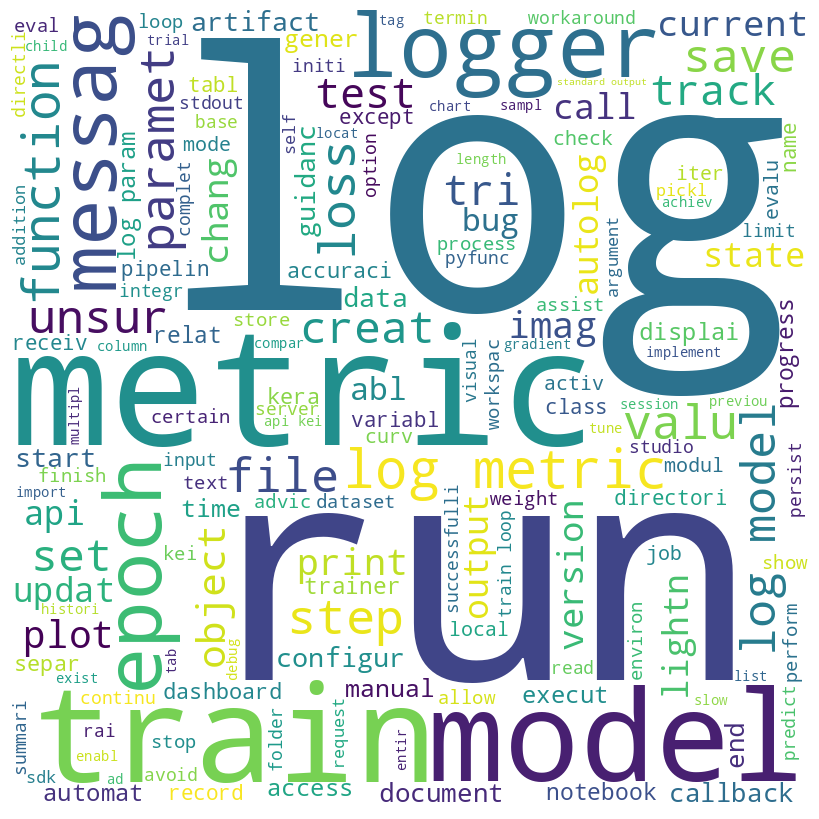 eval
loop
artifact
tag
termin
workaround
current
child
trial
gener
logger
save
directli
messag
log
initi
standard output
tabl
test
chart
sampl
call
track
function
log param
paramet
stdout
except
base
self
locat
check
name
mode
guidanc
loss
option
length
tri
autolog
iter
evalu
addition
complet
chang
bug
pickl
achiev
process
argument
limit
pipelin
accuraci
pyfunc
state
integr
data
assist
unsur
store
creat
imag
displai
progress
receiv
column
relat
compar
visual
workspac
gradient
implement
metric
kera
abl
activ
session
previou
multipl
certain
server
api kei
variabl
class
valu
curv
tune
studio
model
start
input
file
log metric
modul
persist
finish
text
import
epoch
advic
dataset
weight
directori
api
time
output
run
version
set
kei
object
print
successfulli
train loop
job
log
show
trainer
environ
updat
step
local
lightn
perform
histori
plot
debug
configur
read
separ
tab
list
exist
dashboard
manual
allow
execut
predict
continu
train
model
slow
summari
rai
stop
folder
request
entir
end
enabl
sdk
ad
avoid
access
automat
record
document
notebook
callback